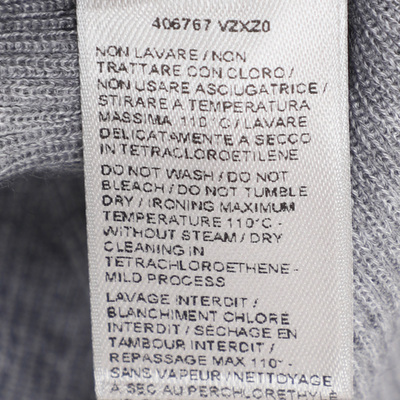 406767 VZXZ0
NON LAVARE / NON
TRATTARE CON CLORO /
NON USARE ASCIUGATRICE /
STIRARE A TEMPERATURA
MASSIMA 110°C / LAVARE
DELICATAMENTE A SECCO
IN TETRACLOROETILENE
DO NOT WASH / DO NOT
BLEACH / DO NOT TUMBLE
DRY / IRONING MAXIMUM
TEMPERATURE 110°C -
WITHOUT STEAM / DRY
CLEANING IN
TETRACHLOROETHENE -
MILD PROCESS
LAVAGE INTERDIT /
BLANCHIMENT CHLORE
INTERDIT / SÉCHAGE EN
TAMBOUR INTERDIT /
REPASSAGE MAX 110° -
SANS VAPEUR / NETTOYAGE
A SEC AU PERCHLORETHYL